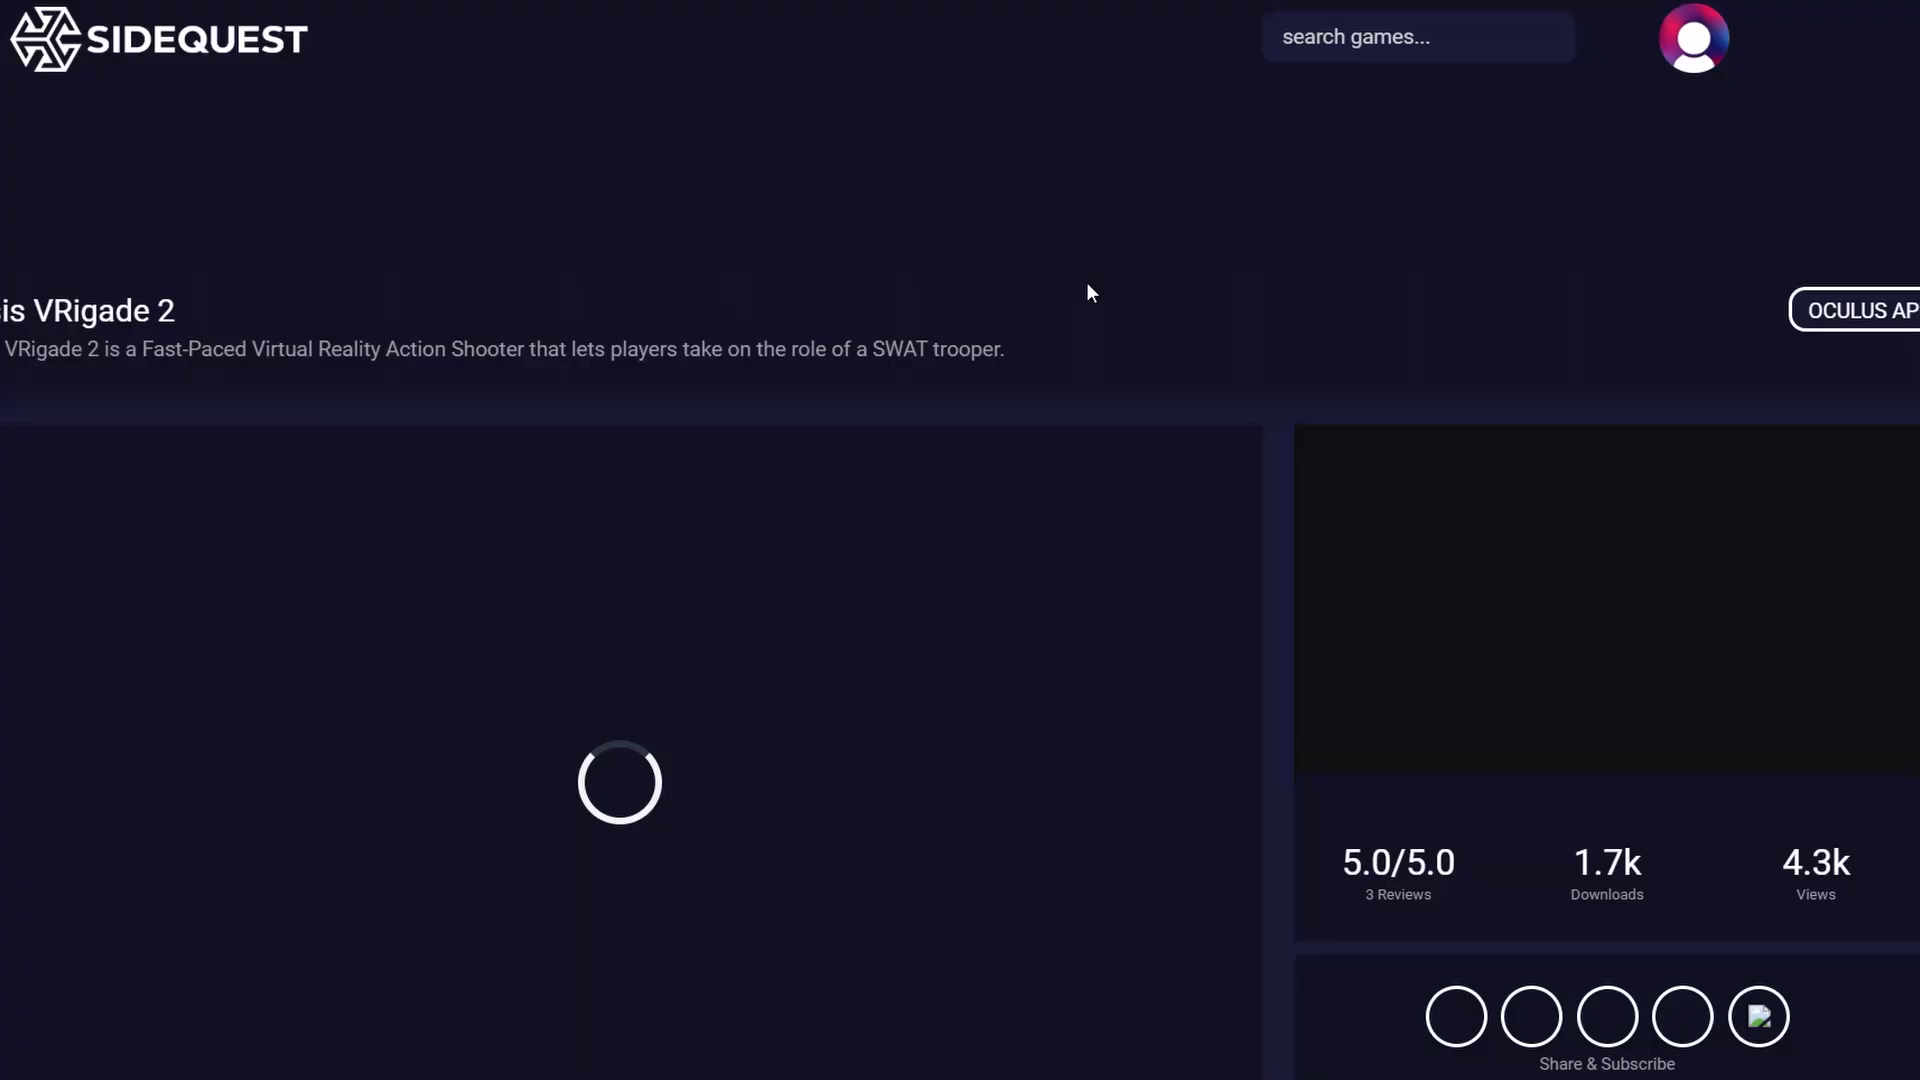 SIDEQUEST
search games...
is VRigade 2
OCULUS AP
VRigade 2 is a Fast-Paced Virtual Reality Action Shooter that lets players take on the role of a SWAT trooper.
5.0/5.0
3 Reviews
1.7k
Downloads
4.3k
Views
Share & Subscribe